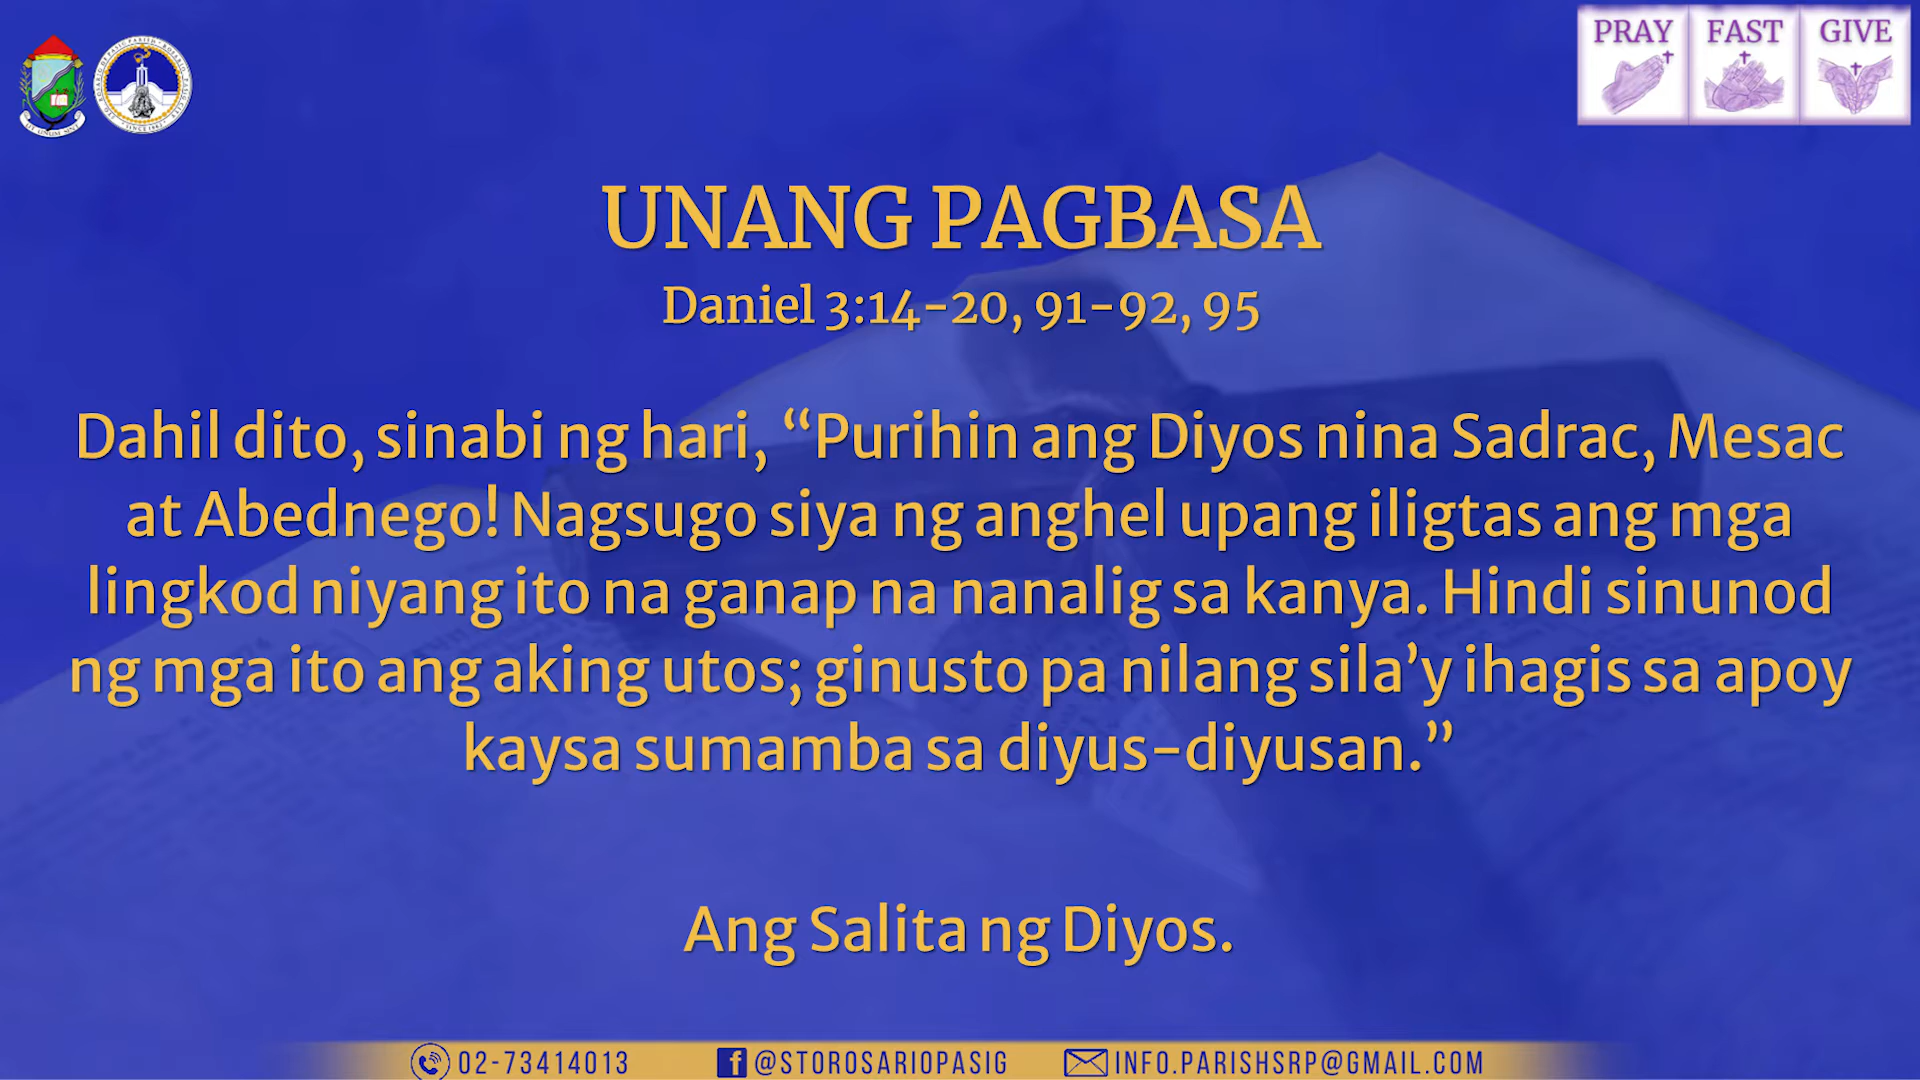 PRAY FAST GIVE
UT UNUM SINT
UNANG PAGBASA
Daniel 3:14-20, 91-92, 95
Dahil dito, sinabi ng hari, “Purihin ang Diyos nina Sadrac, Mesac
at Abednego! Nagsugo siya ng anghel upang iligtas ang mga
lingkod niyang ito na ganap na nanalig sa kanya. Hindi sinunod
ng mga ito ang aking utos; ginusto pa nilang sila’y ihagis sa apoy
kaysa sumamba sa diyus-diyusan.”
Ang Salita ng Diyos.
02-73414013 @STOROSARIOPASIG INFO.PARISHSRP@GMAIL.COM